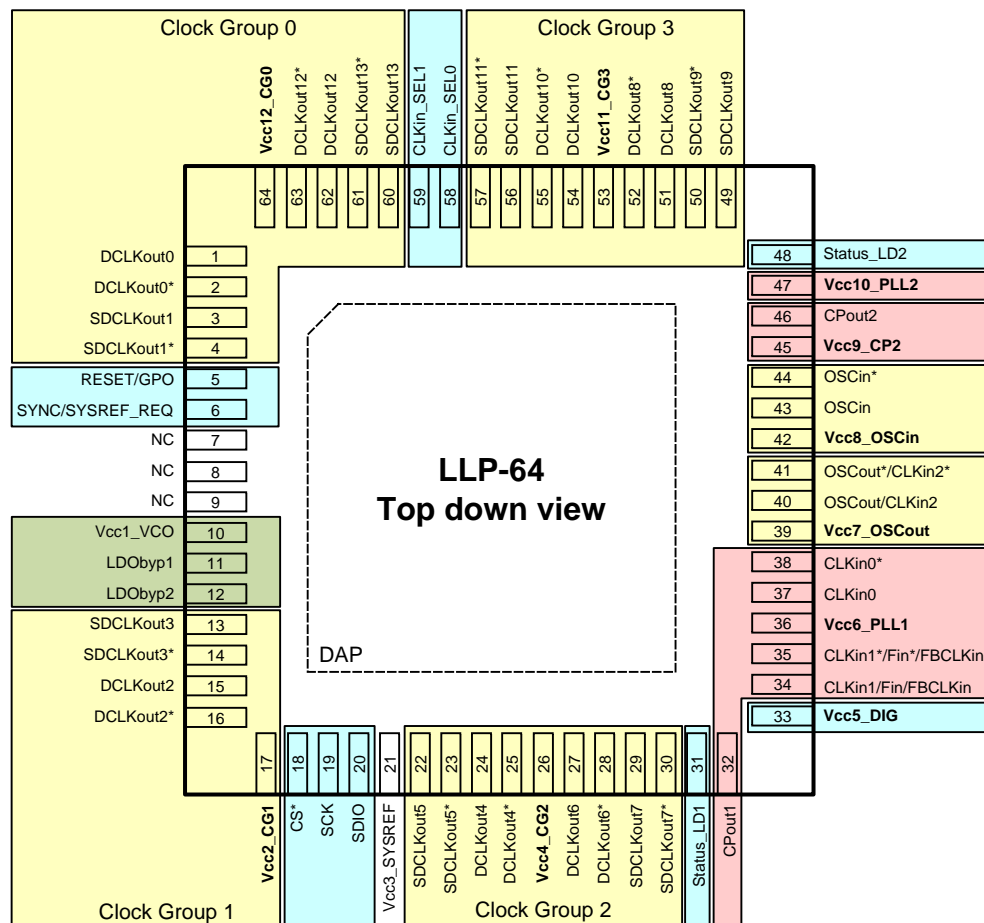 Clock Group 0
Clock Group 3
Vcc12_CG0
DCLKout12*
DCLKout12
SDCLKout13*
SDCLKout13
CLKin_SEL1
CLKin_SEL0
SDCLKout11*
SDCLKout11
DCLKout10*
DCLKout10
Vcc11_CG3
DCLKout8*
DCLKout8
SDCLKout9*
SDCLKout9
64
63
62
61
60
59
58
57
56
55
54
53
52
51
50
49
DCLKout0 1
DCLKout0* 2
SDCLKout1 3
SDCLKout1* 4
RESET/GPO 5
SYNC/SYSREF_REQ 6
NC 7
NC 8
NC 9
Vcc1_VCO 10
LDObyp1 11
LDObyp2 12
SDCLKout3 13
SDCLKout3* 14
DCLKout2 15
DCLKout2* 16
LLP-64
Top down view
DAP
48 Status_LD2
47 Vcc10_PLL2
46 CPout2
45 Vcc9_CP2
44 OSCin*
43 OSCin
42 Vcc8_OSCin
41 OSCout*/CLKin2*
40 OSCout/CLKin2
39 Vcc7_OSCout
38 CLKin0*
37 CLKin0
36 Vcc6_PLL1
35 CLKin1*/Fin*/FBCLKin
34 CLKin1/Fin/FBCLKin
33 Vcc5_DIG
17
18
19
20
21
22
23
24
25
26
27
28
29
30
31
32
Vcc2_CG1
CS*
SCK
SDIO
Vcc3_SYSREF
SDCLKout5
SDCLKout5*
DCLKout4
DCLKout4*
Vcc4_CG2
DCLKout6
DCLKout6*
SDCLKout7
SDCLKout7*
Status_LD1
CPout1
Clock Group 1
Clock Group 2